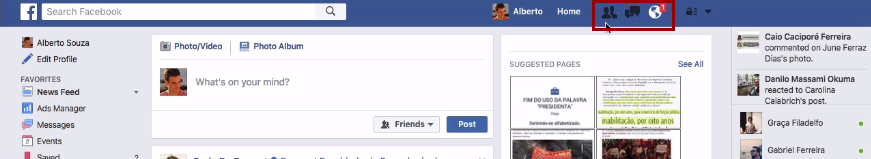 f Search Facebook Alberto Home 1
Alberto Souza
Edit Profile
FAVORITES
News Feed
Ads Manager
Messages
Events
Saved
Photo/Video Photo Album
What's on your mind?
Friends Post
SUGGESTED PAGES See All
FIM DO USO DA PALAVRA
"PRESIDENTA"
inabilitação, por oito anos
Caio Caciporé Ferreira
commented on June Ferraz
Dias's photo.
Danilo Massami Okuma
reacted to Carolina
Calabrich's post.
Graça Filadelfo
Gabriel Ferreira